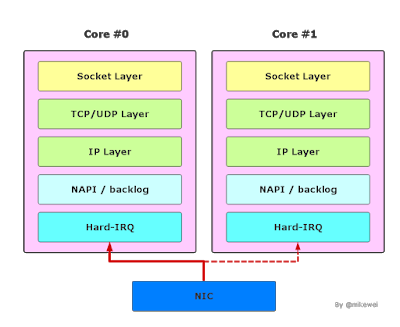 Core #0
Core #1
Socket Layer
Socket Layer
TCP/UDP Layer
TCP/UDP Layer
IP Layer
IP Layer
NAPI / backlog
NAPI / backlog
Hard-IRQ
Hard-IRQ
NIC
By @mikewei